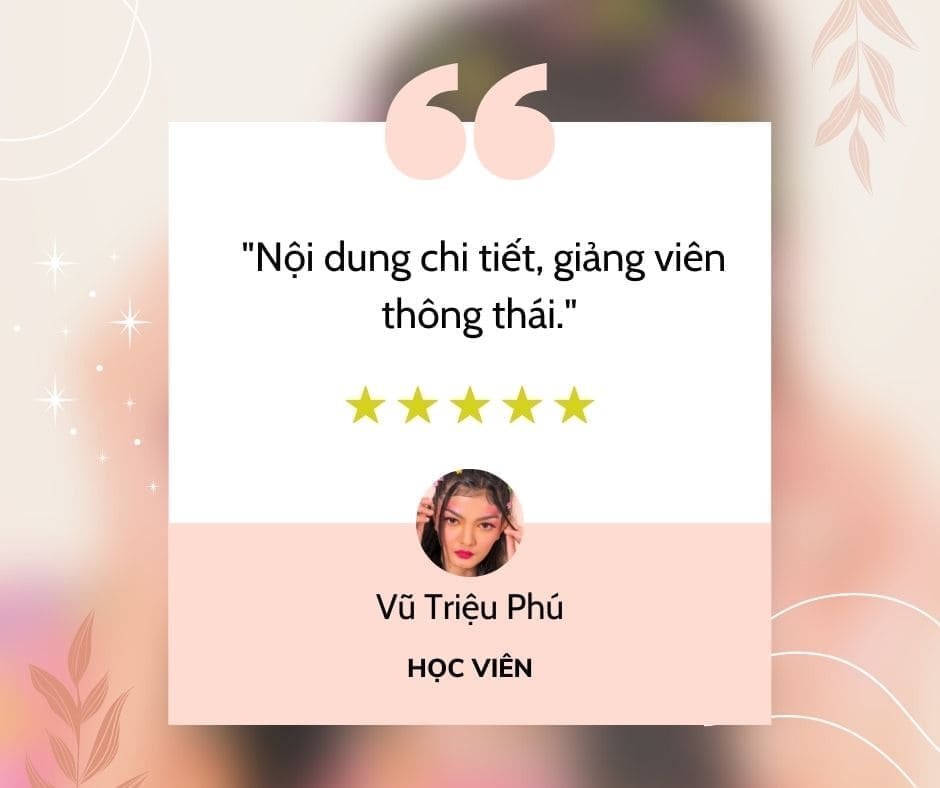 "Nội dung chi tiết, giảng viên
thông thái."
Vũ Triệu Phú
HỌC VIÊN